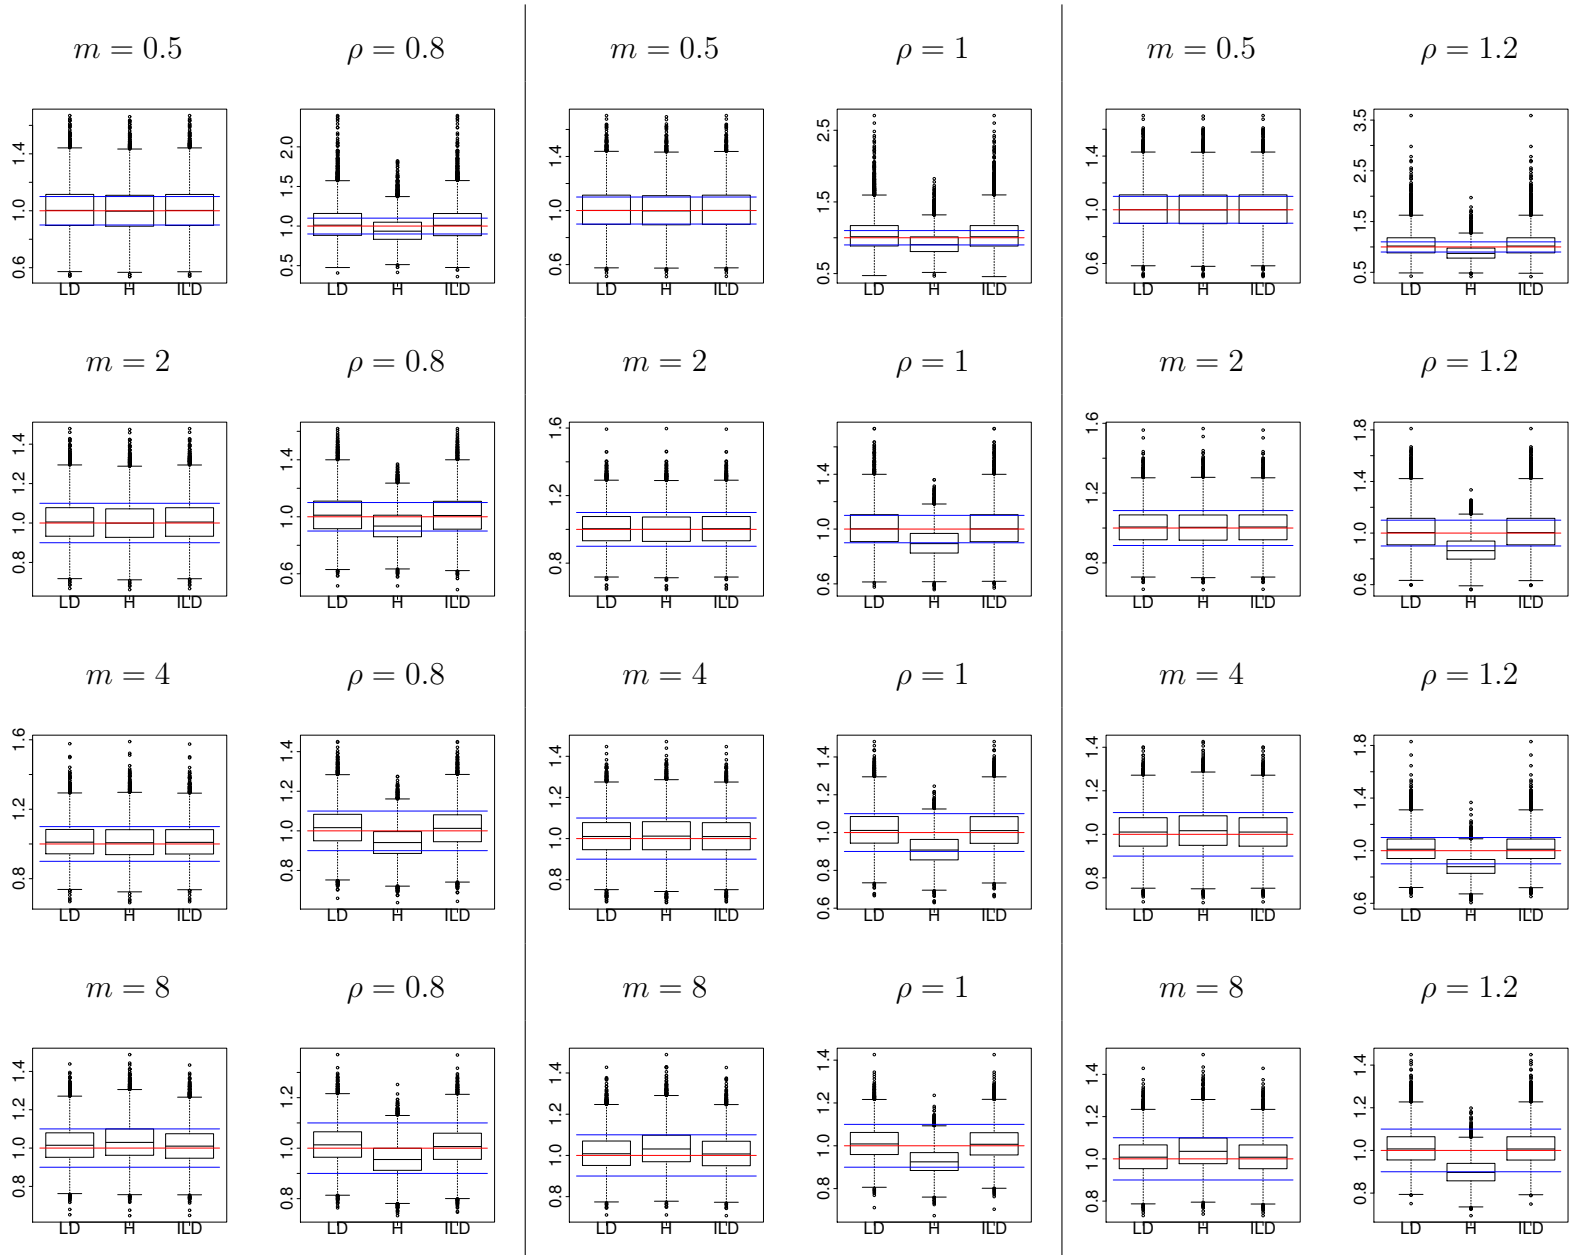 m = 0.5 ρ = 0.8 m = 0.5 ρ = 1 m = 0.5 ρ = 1.2
0.6 1.0 1.4
LD H ILD
0.5 1.0 1.5 2.0
LD H ILD
0.6 1.0 1.4
LD H ILD
0.5 1.5 2.5
LD H ILD
0.6 1.0 1.4
LD H ILD
0.5 1.5 2.5 3.5
LD H ILD
m = 2 ρ = 0.8 m = 2 ρ = 1 m = 2 ρ = 1.2
0.8 1.0 1.2 1.4
LD H ILD
0.6 1.0 1.4
LD H ILD
0.8 1.2 1.6
LD H ILD
0.6 1.0 1.4
LD H ILD
0.8 1.2 1.6
LD H ILD
0.6 1.0 1.4 1.8
LD H ILD
m = 4 ρ = 0.8 m = 4 ρ = 1 m = 4 ρ = 1.2
0.8 1.2 1.6
LD H ILD
0.8 1.0 1.2 1.4
LD H ILD
0.8 1.0 1.2 1.4
LD H ILD
0.6 0.8 1.0 1.2 1.4
LD H ILD
0.8 1.0 1.2 1.4
LD H ILD
0.6 1.0 1.4 1.8
LD H ILD
m = 8 ρ = 0.8 m = 8 ρ = 1 m = 8 ρ = 1.2
0.8 1.0 1.2 1.4
LD H ILD
0.8 1.0 1.2
LD H ILD
0.8 1.0 1.2 1.4
LD H ILD
0.8 1.0 1.2 1.4
LD H ILD
0.8 1.0 1.2 1.4
LD H ILD
0.8 1.0 1.2 1.4
LD H ILD